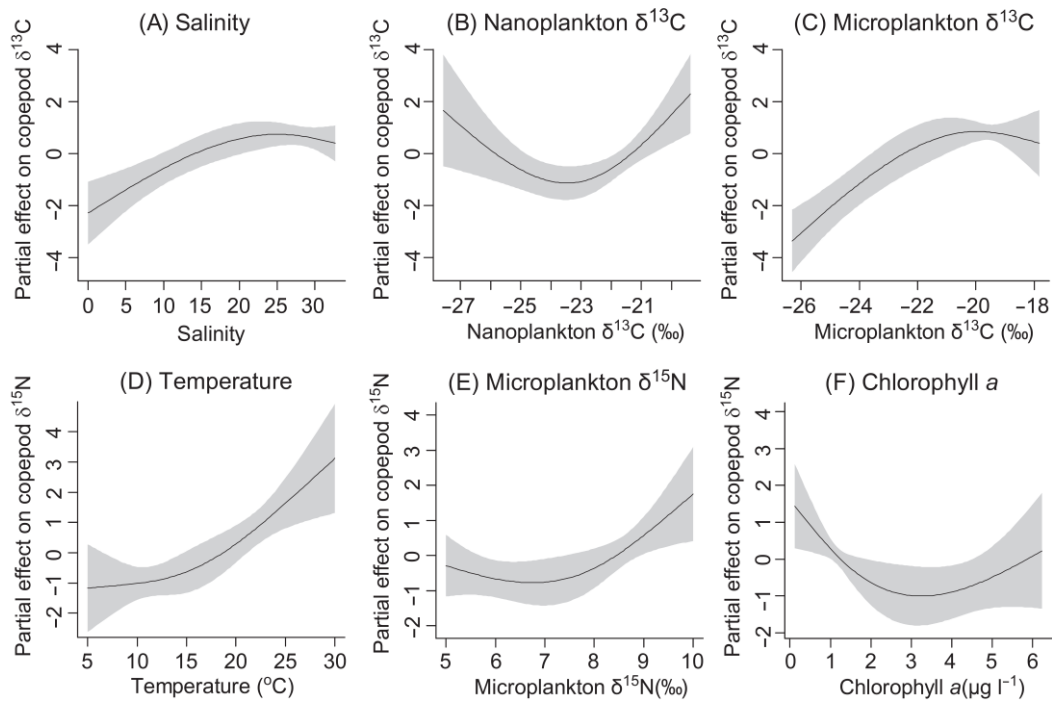 (A) Salinity
Partial effect on copepod δ¹³C
4
2
0
−2
−4
0 5 10 15 20 25 30
Salinity
(B) Nanoplankton δ¹³C
Partial effect on copepod δ¹³C
4
2
0
−2
−4
−27 −25 −23 −21
Nanoplankton δ¹³C (‰)
(C) Microplankton δ¹³C
Partial effect on copepod δ¹³C
4
2
0
−2
−4
−26 −24 −22 −20 −18
Microplankton δ¹³C (‰)
(D) Temperature
Partial effect on copepod δ¹⁵N
4
3
2
1
0
−1
−2
5 10 15 20 25 30
Temperature (°C)
(E) Microplankton δ¹⁵N
Partial effect on copepod δ¹⁵N
4
3
2
1
0
−1
−2
5 6 7 8 9 10
Microplankton δ¹⁵N(‰)
(F) Chlorophyll a
Partial effect on copepod δ¹⁵N
4
3
2
1
0
−1
−2
0 1 2 3 4 5 6
Chlorophyll a(µg l⁻¹)